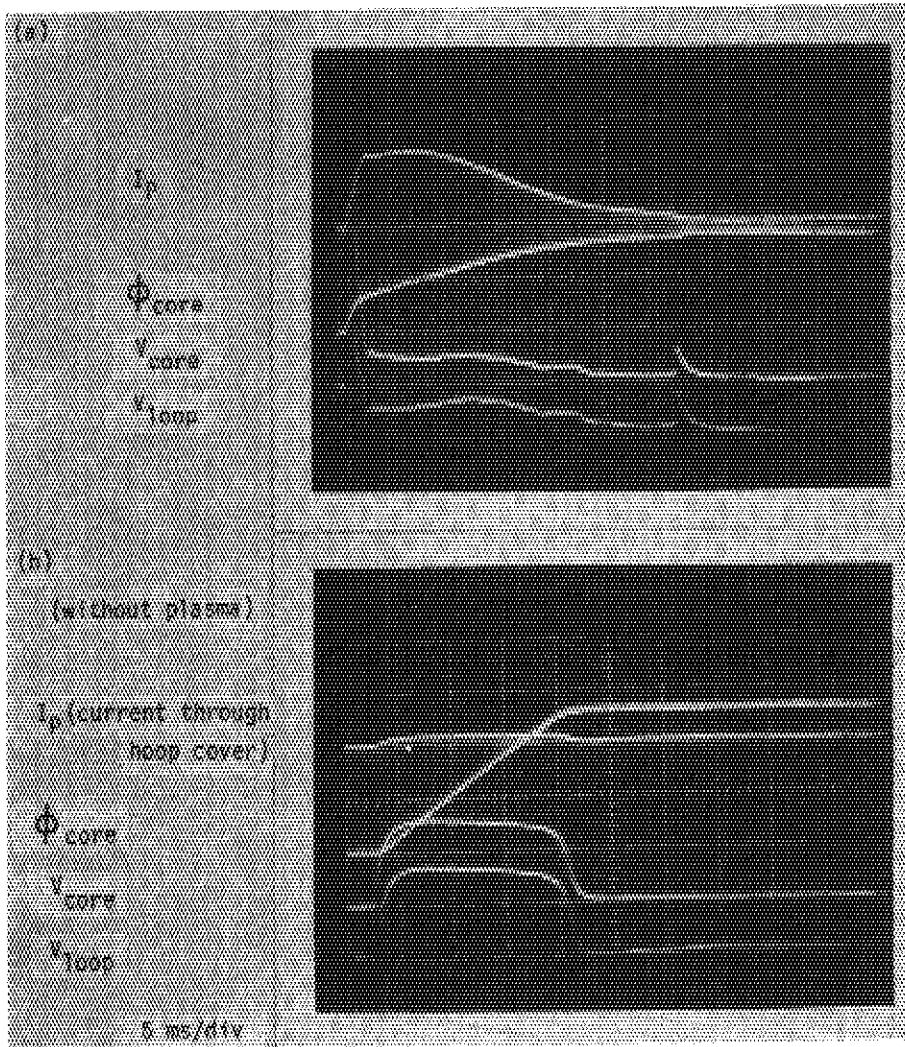 (a)
I_p
Φ_core
V_core
V_loop
(b)
(without plasma)
I_p (current through
hoop cover)
Φ_core
V_core
V_loop
5 ms/div